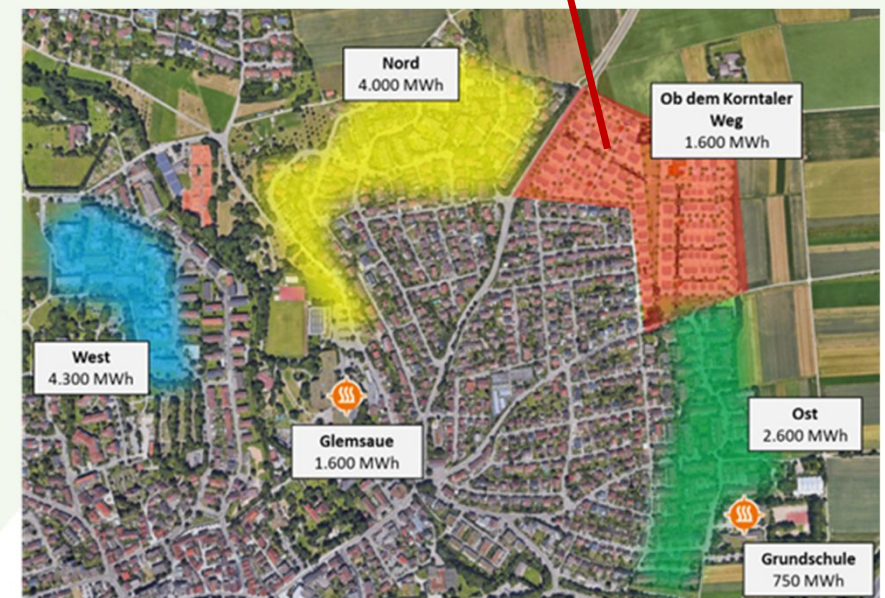 Nord
4.000 MWh
Ob dem Korntaler
Weg
1.600 MWh
West
4.300 MWh
Glemsaue
1.600 MWh
Ost
2.600 MWh
Grundschule
750 MWh